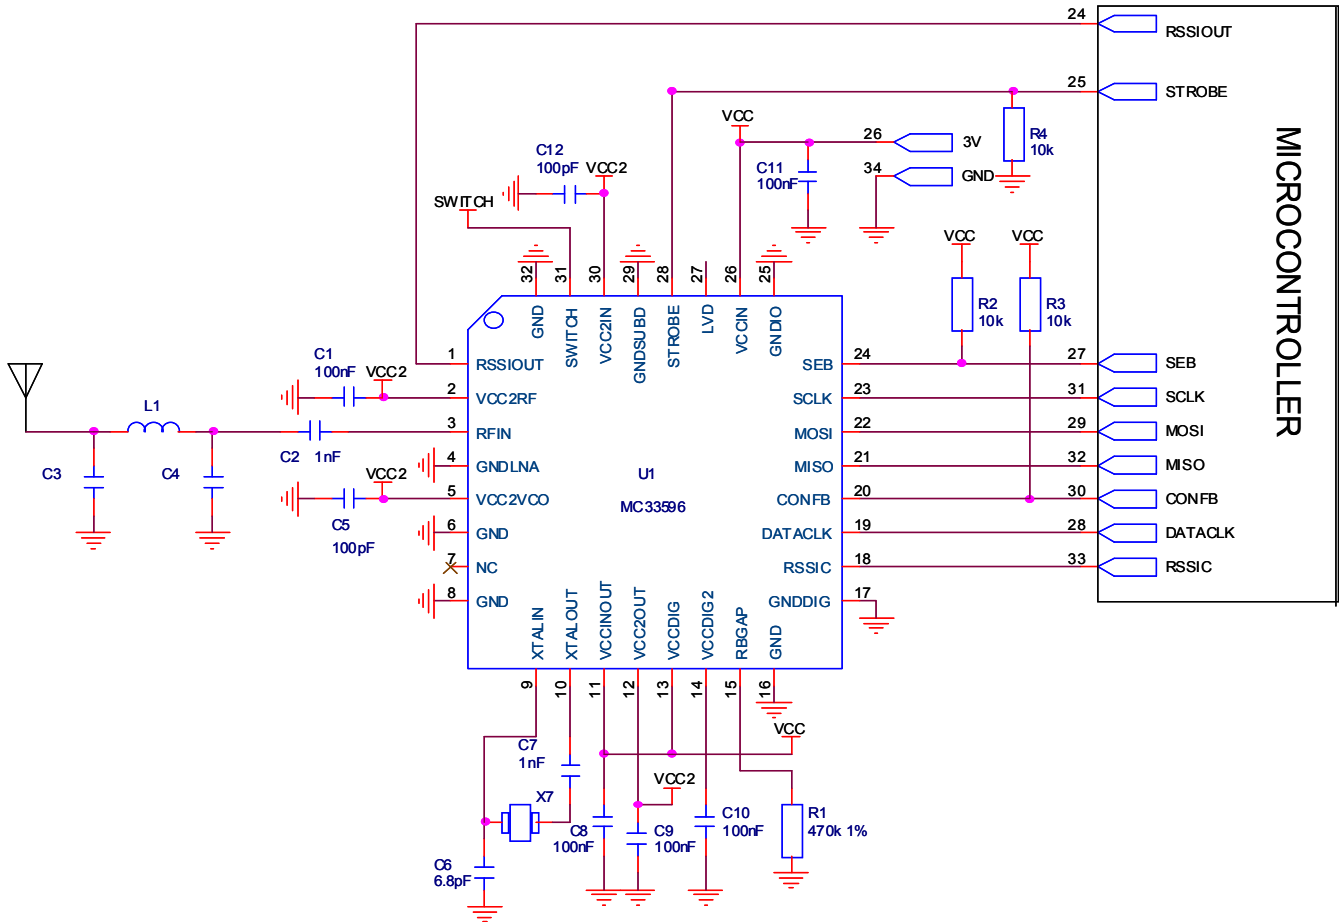 24
RSSIOUT
25
STROBE
VCC
26
3V
R4
10k
C12
100pF
VCC2
C11
100nF
34
GND
SWITCH
VCC
VCC
32
31
30
29
28
27
26
25
R2
10k
R3
10k
MICROCONTROLLER
GND
SWITCH
VCC2IN
GNDSUBD
STROBE
LVD
VCCIN
GNDIO
C1
100nF
VCC2
1
RSSIOUT
SEB
24
27
SEB
2
VCC2RF
SCLK
23
31
SCLK
L1
3
RFIN
MOSI
22
29
MOSI
C2
1nF
C3
C4
4
GNDLNA
MISO
21
32
MISO
VCC2
U1
5
VCC2VCO
CONFB
20
30
CONFB
MC33596
C5
100pF
6
GND
DATACLK
19
28
DATACLK
7
NC
RSSIC
18
33
RSSIC
8
GND
GNDDIG
17
XTALIN
XTALOUT
VCCINOUT
VCC2OUT
VCCDIG
VCCDIG2
RBGAP
GND
9
10
11
12
13
14
15
16
VCC
C7
1nF
VCC2
X7
C8
100nF
C9
100nF
C10
100nF
R1
470k 1%
C6
6.8pF